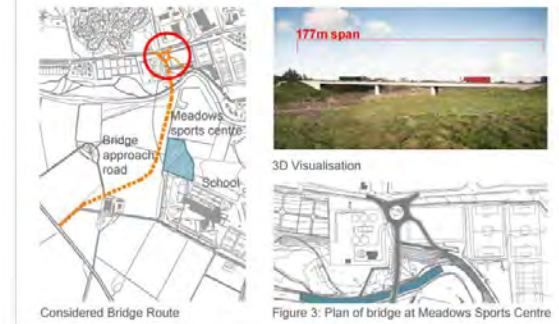 Meadows
sports centre
Bridge
approach
road
School
Considered Bridge Route
177m span
3D Visualisation
Figure 3: Plan of bridge at Meadows Sports Centre